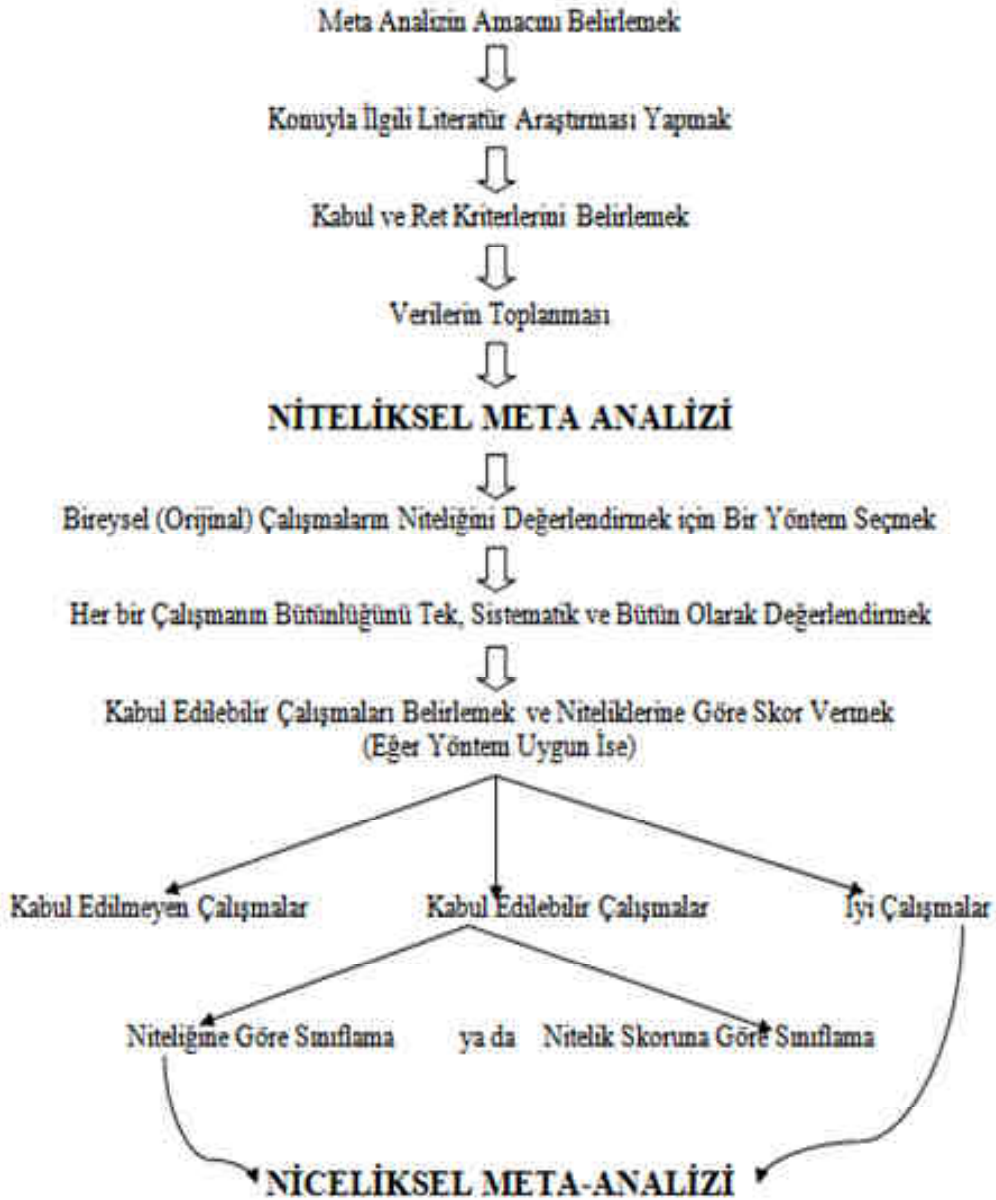 Meta Analizin Amacını Belirlemek
Konuyla İlgili Literatür Araştırması Yapmak
Kabul ve Ret Kriterlerini Belirlemek
Verilerin Toplanması
NİTELİKSEL META ANALİZİ
Bireysel (Orijinal) Çalışmaların Niteliğini Değerlendirmek için Bir Yöntem Seçmek
Her bir Çalışmanın Bütünlüğünü Tek, Sistematik ve Bütün Olarak Değerlendirmek
Kabul Edilebilir Çalışmaları Belirlemek ve Niteliklerine Göre Skor Vermek
(Eğer Yöntem Uygun İse)
Kabul Edilmeyen Çalışmalar Kabul Edilebilir Çalışmalar İyi Çalışmalar
Niteliğine Göre Sınıflama ya da Nitelik Skoruna Göre Sınıflama
NİCELİKSEL META-ANALİZİ